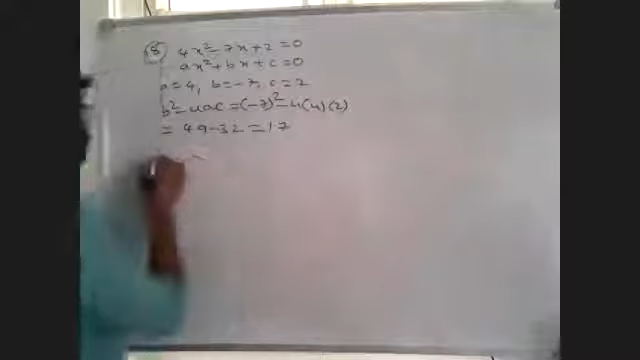 (8) 4x²-7x+2=0
ax²+bx+c=0
a=4, b=-7, c=2
b²-4ac=(-7)²-4(4)(2)
= 49-32=17